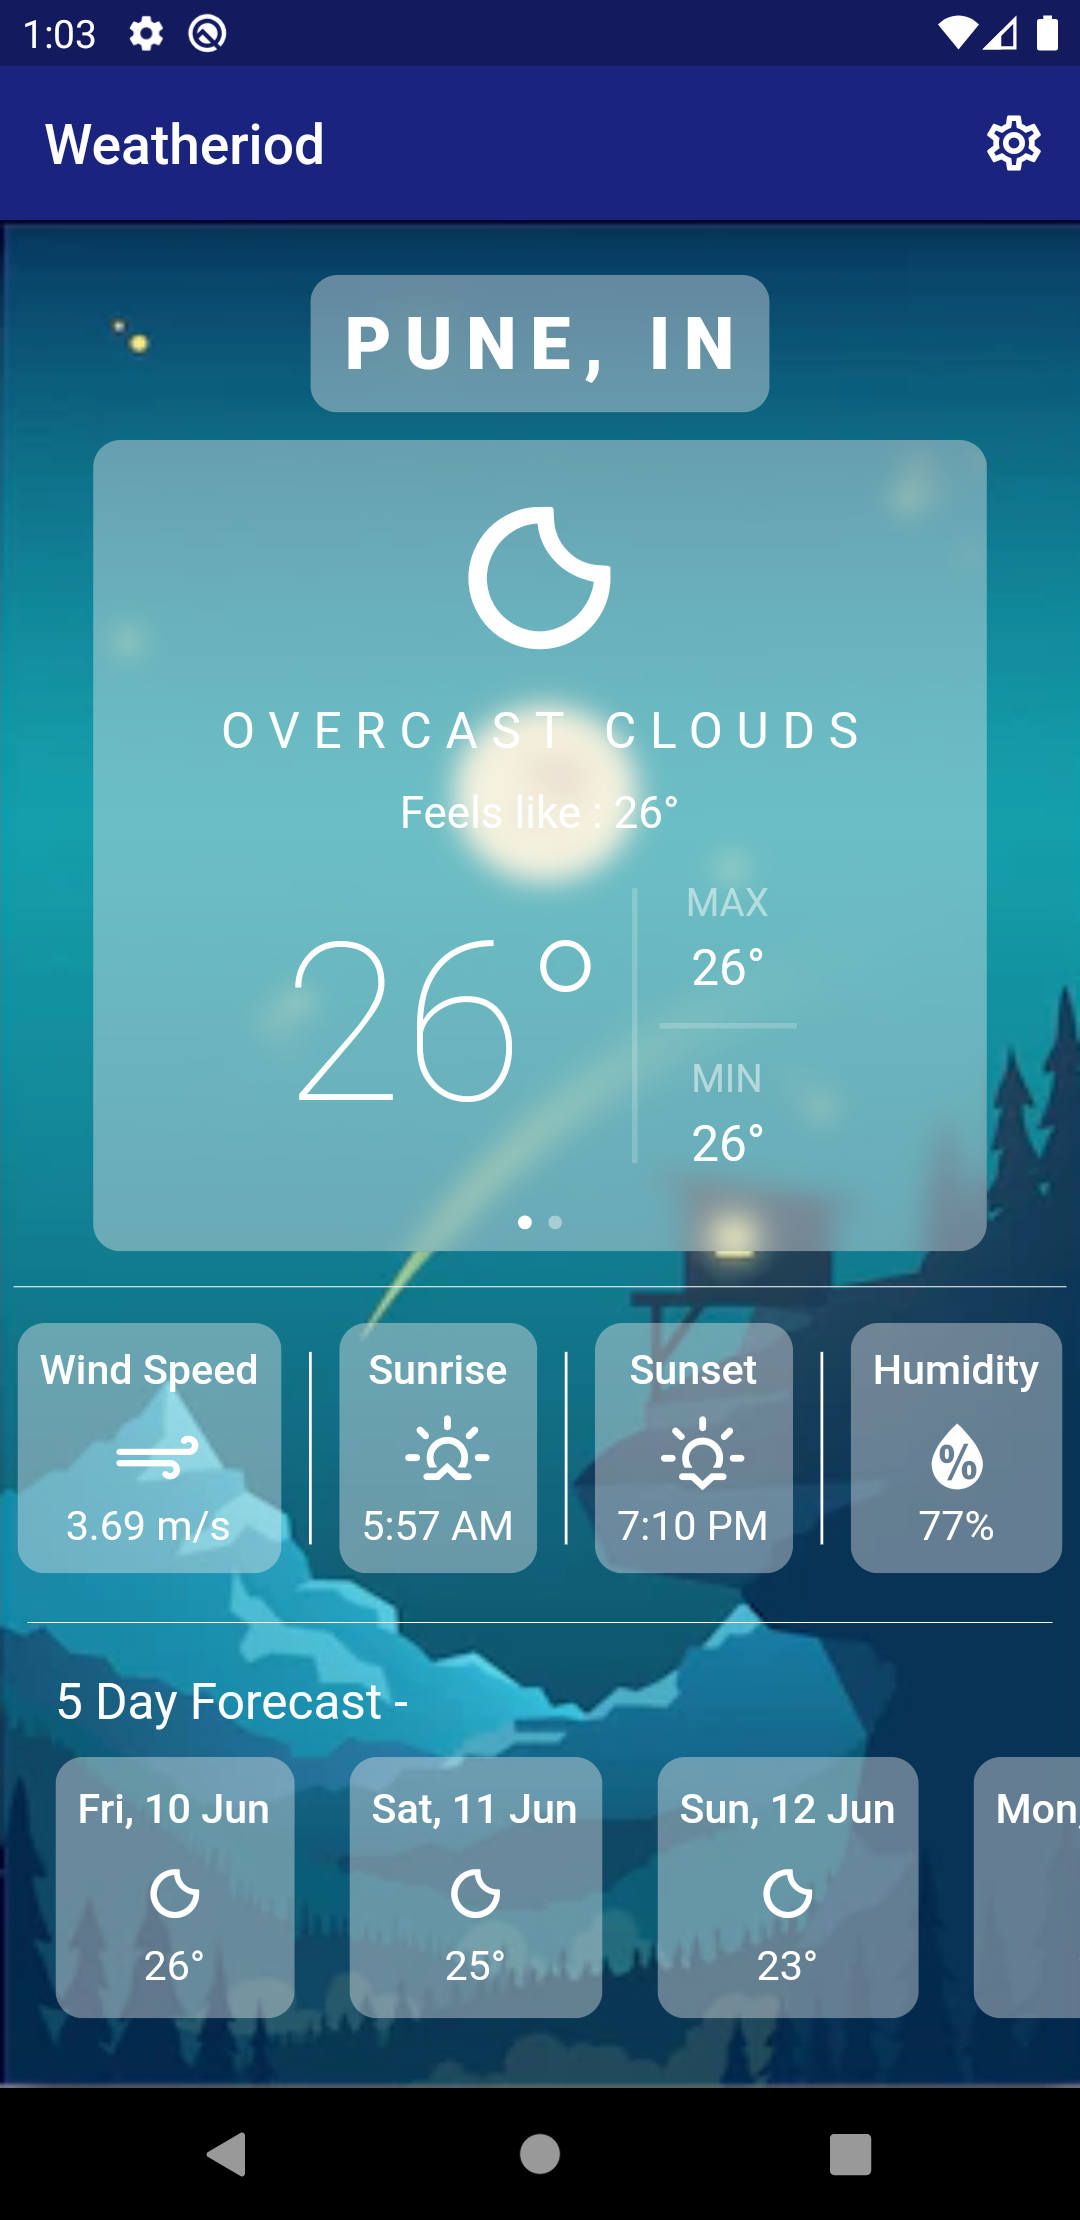 1:03
Weatheriod
PUNE, IN
OVERCAST CLOUDS
Feels like : 26°
26°
MAX
26°
MIN
26°
Wind Speed
3.69 m/s
Sunrise
5:57 AM
Sunset
7:10 PM
Humidity
%
77%
5 Day Forecast -
Fri, 10 Jun
26°
Sat, 11 Jun
25°
Sun, 12 Jun
23°
Mon,